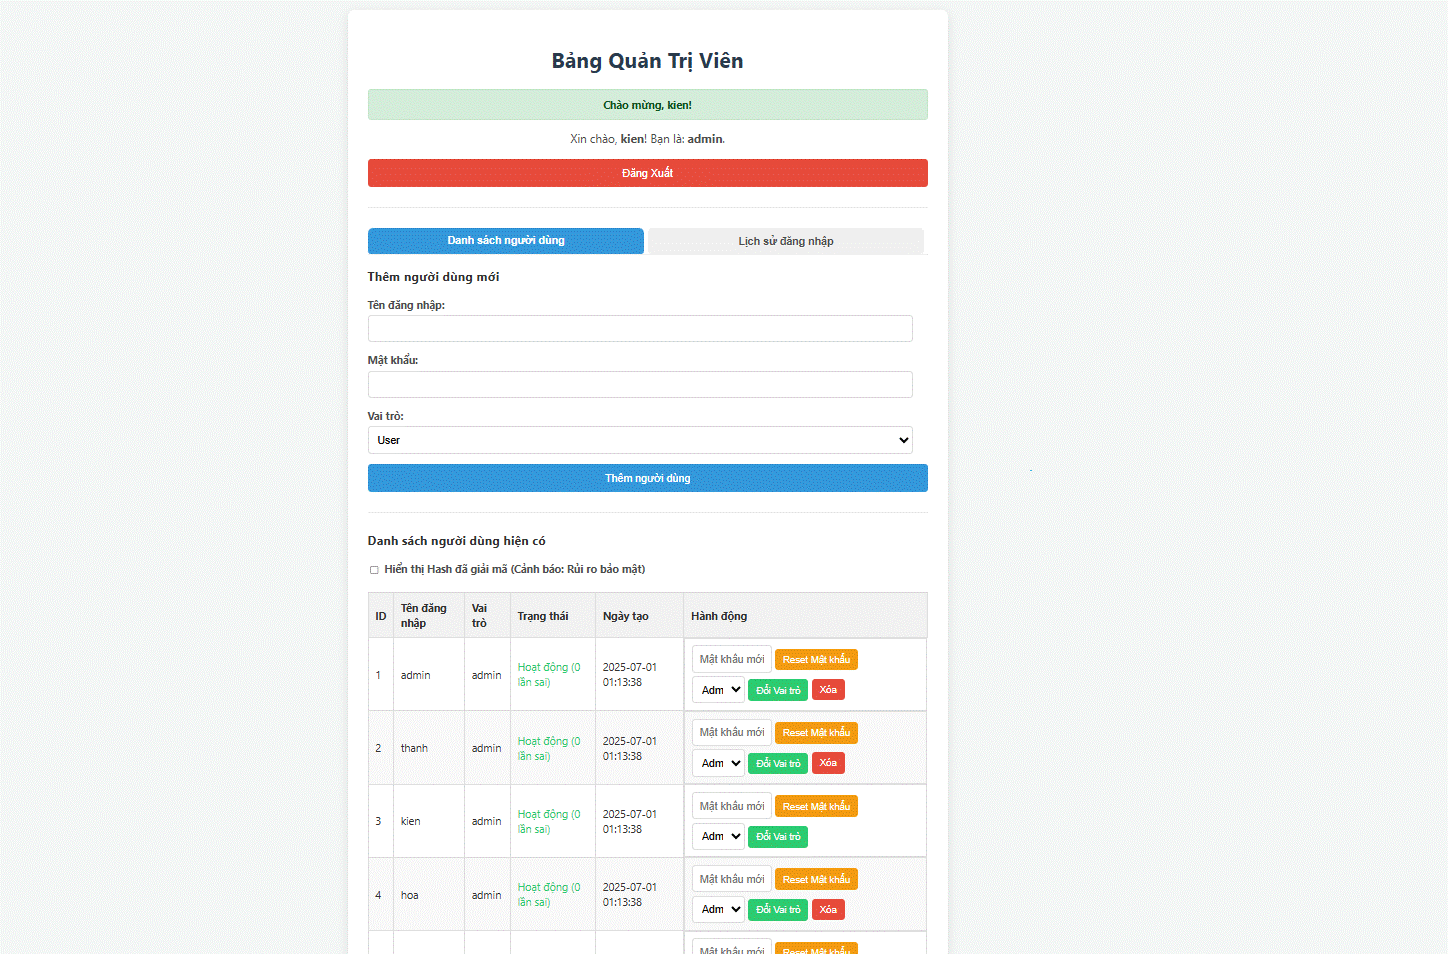 Bảng Quản Trị Viên
Chào mừng, kien!
Xin chào, kien! Bạn là: admin.
Đăng Xuất
Danh sách người dùng
Lịch sử đăng nhập
Thêm người dùng mới
Tên đăng nhập:
Mật khẩu:
Vai trò:
User
Thêm người dùng
Danh sách người dùng hiện có
Hiển thị Hash đã giải mã (Cảnh báo: Rủi ro bảo mật)
ID
Tên đăng
nhập
Vai
trò
Trạng thái
Ngày tạo
Hành động
1
admin
admin
Hoạt động (0
lần sai)
2025-07-01
01:13:38
Mật khẩu mới
Reset Mật khẩu
Adm
Đổi Vai trò
Xóa
2
thanh
admin
Hoạt động (0
lần sai)
2025-07-01
01:13:38
Mật khẩu mới
Reset Mật khẩu
Adm
Đổi Vai trò
Xóa
3
kien
admin
Hoạt động (0
lần sai)
2025-07-01
01:13:38
Mật khẩu mới
Reset Mật khẩu
Adm
Đổi Vai trò
4
hoa
admin
Hoạt động (0
lần sai)
2025-07-01
01:13:38
Mật khẩu mới
Reset Mật khẩu
Adm
Đổi Vai trò
Xóa
Mật khẩu mới
Reset Mật khẩu